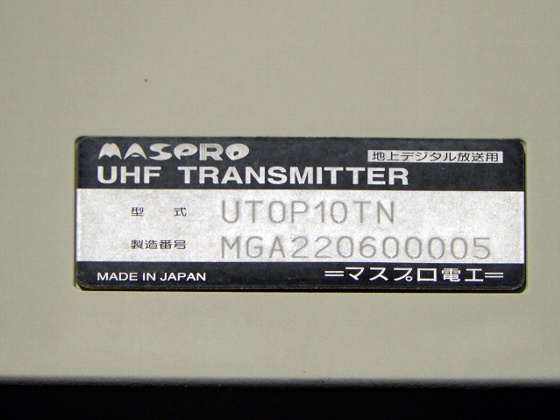 MASPRO 地上デジタル放送用
UHF TRANSMITTER
型式 UT0P10TN
製造番号 MGA220600005
MADE IN JAPAN =マスプロ電工=